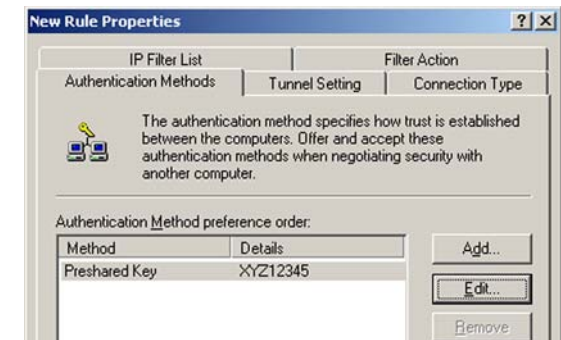 New Rule Properties
? X
IP Filter List Filter Action
Authentication Methods Tunnel Setting Connection Type
The authentication method specifies how trust is established
between the computers. Offer and accept these
authentication methods when negotiating security with
another computer.
Authentication Method preference order:
Method Details
Preshared Key XYZ12345
Add...
Edit...
Remove